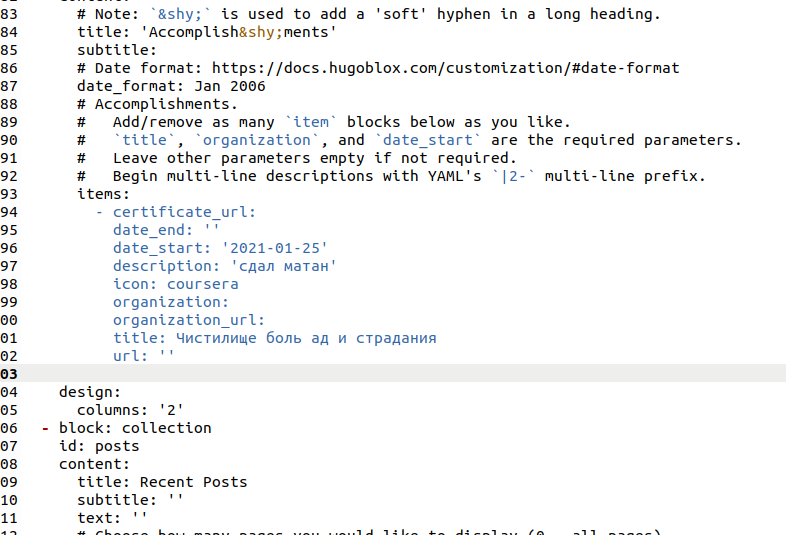 83 # Note: `&shy;` is used to add a 'soft' hyphen in a long heading.
84 title: 'Accomplish&shy;ments'
85 subtitle:
86 # Date format: https://docs.hugoblox.com/customization/#date-format
87 date_format: Jan 2006
88 # Accomplishments.
89 #   Add/remove as many `item` blocks below as you like.
90 #   `title`, `organization`, and `date_start` are the required parameters.
91 #   Leave other parameters empty if not required.
92 #   Begin multi-line descriptions with YAML's `|2-` multi-line prefix.
93 items:
94 - certificate_url:
95 date_end: ''
96 date_start: '2021-01-25'
97 description: 'сдал матан'
98 icon: coursera
99 organization:
00 organization_url:
01 title: Чистилище боль ад и страдания
02 url: ''
03
04 design:
05 columns: '2'
06 - block: collection
07 id: posts
08 content:
09 title: Recent Posts
10 subtitle: ''
11 text: ''